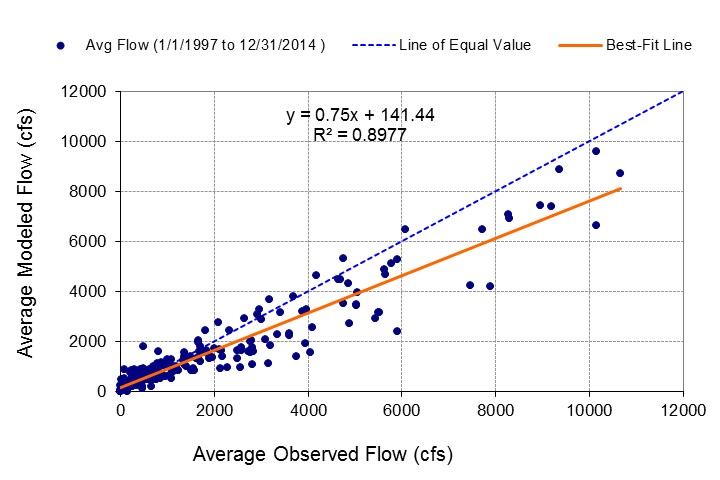 Avg Flow (1/1/1997 to 12/31/2014 )
Line of Equal Value
Best-Fit Line
y = 0.75x + 141.44
R² = 0.8977
Average Modeled Flow (cfs)
12000
10000
8000
6000
4000
2000
0
0 2000 4000 6000 8000 10000 12000
Average Observed Flow (cfs)